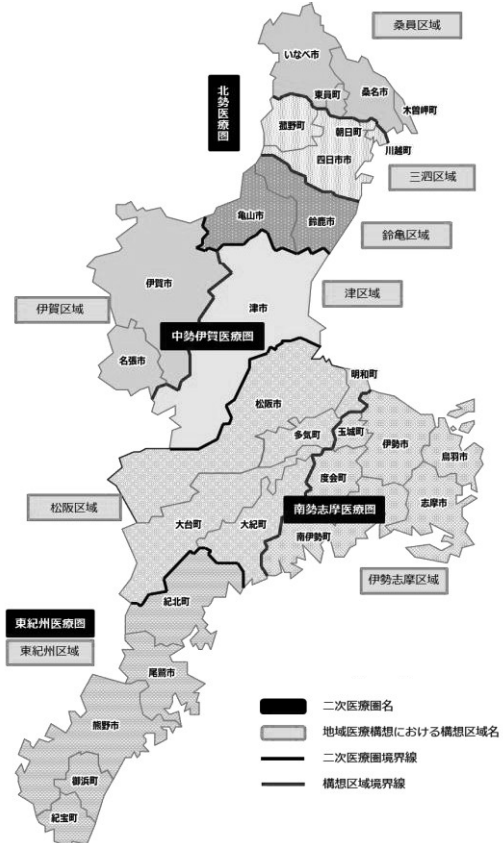 桑員区域
いなべ市
東員町
桑名市
木曽岬町
北勢医療圏
菰野町
朝日町
川越町
四日市市
三泗区域
亀山市
鈴鹿市
鈴亀区域
伊賀市
津市
津区域
伊賀区域
名張市
中勢伊賀医療圏
明和町
松阪市
多気町
玉城町
伊勢市
鳥羽市
度会町
志摩市
松阪区域
南勢志摩医療圏
大台町
大紀町
南伊勢町
伊勢志摩区域
紀北町
東紀州医療圏
東紀州区域
尾鷲市
熊野市
御浜町
紀宝町
二次医療圏名
地域医療構想における構想区域名
二次医療圏境界線
構想区域境界線